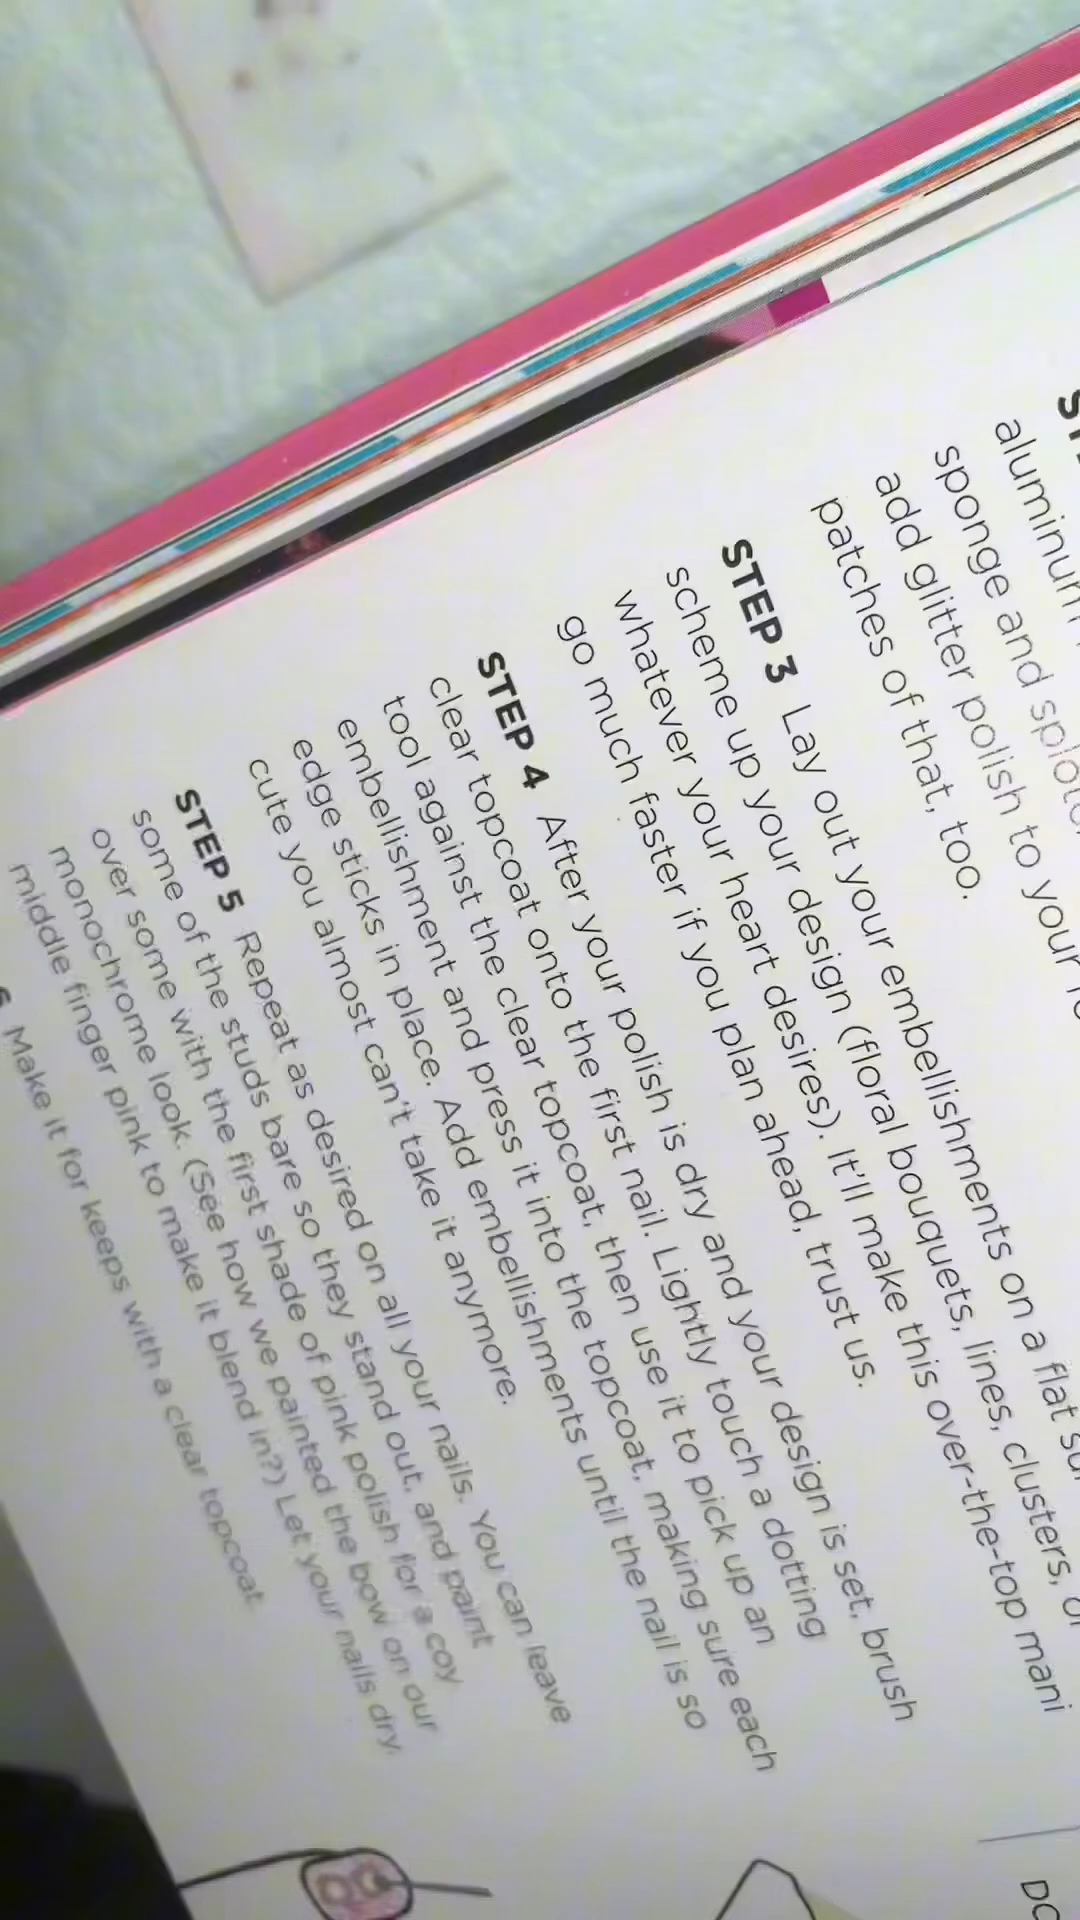 sponge and
add glitter polish to your
patches of that, too.
STEP 3 Lay out your embellishments on a flat
scheme up your design (floral bouquets, lines, clusters,
whatever your heart desires). It'll make this over-the-top mani
go much faster if you plan ahead, trust us.
STEP 4 After your polish is dry and your design is set, brush
clear topcoat onto the first nail. Lightly touch a dotting
tool against the clear topcoat, then use it to pick up an
embellishment and press it into the topcoat, making sure each
edge sticks in place. Add embellishments until the nail is so
cute you almost can't take it anymore.
STEP 5 Repeat as desired on all your nails. You can leave
some of the studs bare so they stand out, and paint
over some with the first shade of pink polish for a coy
monochrome look. (See how we painted the bow on our
middle finger pink to make it blend in?) Let your nails dry.
Make it for keeps with a clear topcoat